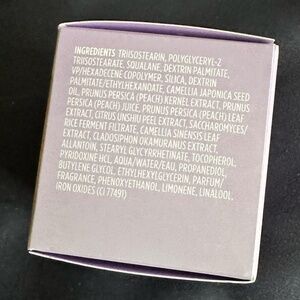 INGREDIENTS TRIISOSTEARIN, POLYGLYCERYL-2
TRIISOSTEARATE, SQUALANE, DEXTRIN PALMITATE,
VP/HEXADECENE COPOLYMER, SILICA, DEXTRIN
PALMITATE/ETHYLHEXANOATE, CAMELLIA JAPONICA SEED
OIL, PRUNUS PERSICA (PEACH) KERNEL EXTRACT, PRUNUS
PERSICA (PEACH) JUICE, PRUNUS PERSICA (PEACH) LEAF
EXTRACT, CITRUS UNSHIU PEEL EXTRACT, SACCHAROMYCES/
RICE FERMENT FILTRATE, CAMELLIA SINENSIS LEAF
EXTRACT, CLADOSIPHON OKAMURANUS EXTRACT,
ALLANTOIN, STEARYL GLYCYRRHETINATE, TOCOPHEROL,
PYRIDOXINE HCL, AQUA/WATER/EAU, PROPANEDIOL,
BUTYLENE GLYCOL, ETHYLHEXYLGLYCERIN, PARFUM/
FRAGRANCE, PHENOXYETHANOL, LIMONENE, LINALOOL,
IRON OXIDES (CI 77491)